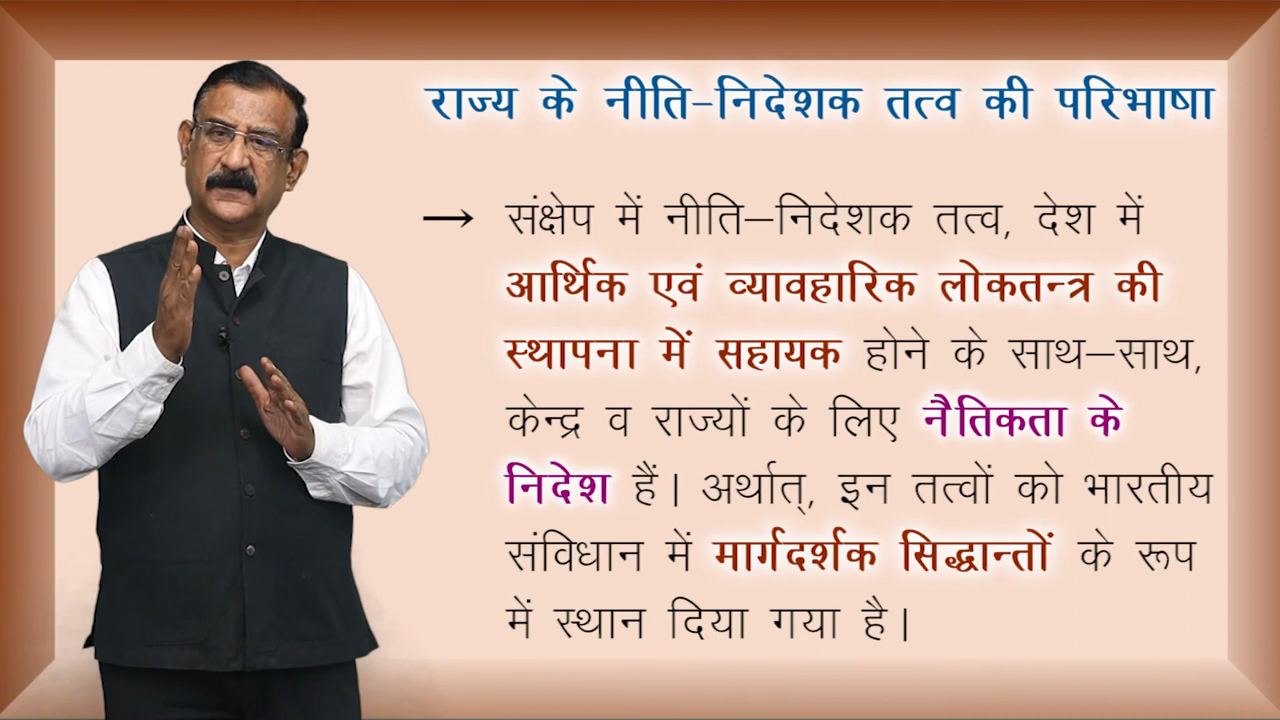 राज्य के नीति-निदेशक तत्व की परिभाषा
→ संक्षेप में नीति–निदेशक तत्व, देश में
आर्थिक एवं व्यावहारिक लोकतन्त्र की
स्थापना में सहायक होने के साथ–साथ,
केन्द्र व राज्यों के लिए नैतिकता के
निदेश हैं। अर्थात्, इन तत्वों को भारतीय
संविधान में मार्गदर्शक सिद्धान्तों के रूप
में स्थान दिया गया है।